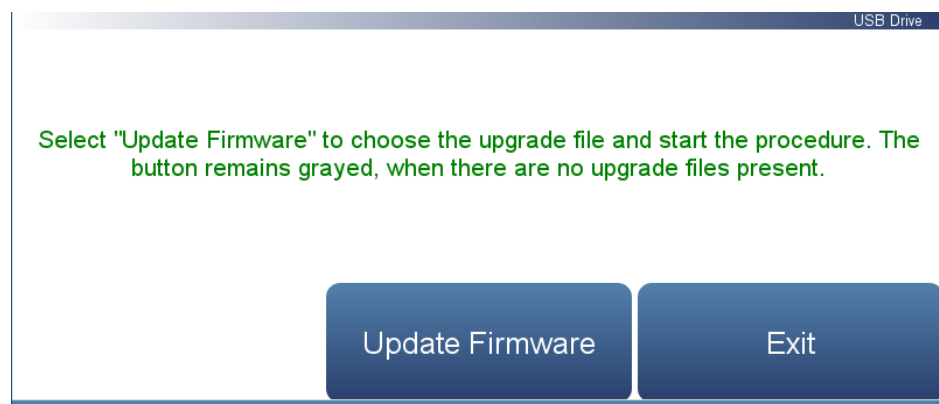 USB Drive
Select "Update Firmware" to choose the upgrade file and start the procedure. The
button remains grayed, when there are no upgrade files present.
Update Firmware
Exit